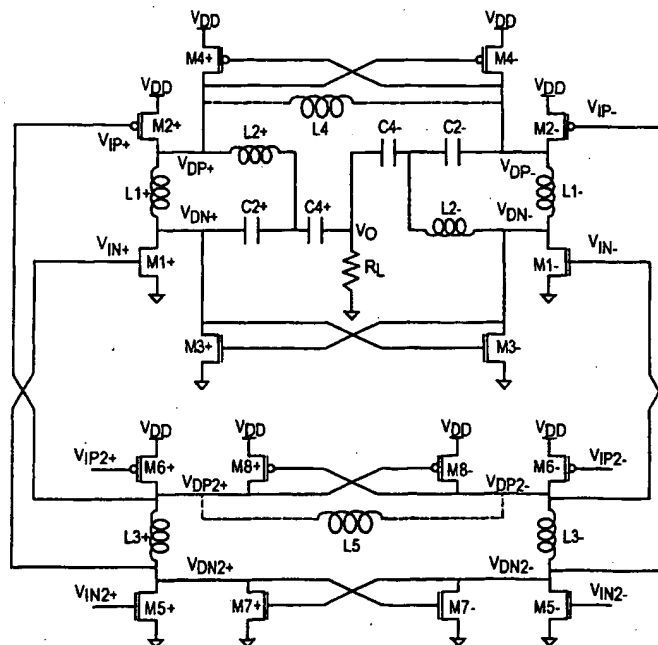 VDD VDD
M4+ M4-
VDD VDD
M2+ L4 M2-
VIP+ VIP-
L2+ C4- C2-
VDP+ VDP-
L1+ L1-
VDN+ C2+ C4+ VO L2- VDN-
VIN+ VIN-
M1+ RL M1-
M3+ M3-
VDD VDD VDD VDD
VIP2+ M6+ M8+ M8- M6- VIP2-
VDP2+ VDP2-
L3+ L5 L3-
VDN2+ VDN2-
VIN2+ M5+ M7+ M7- M5- VIN2-